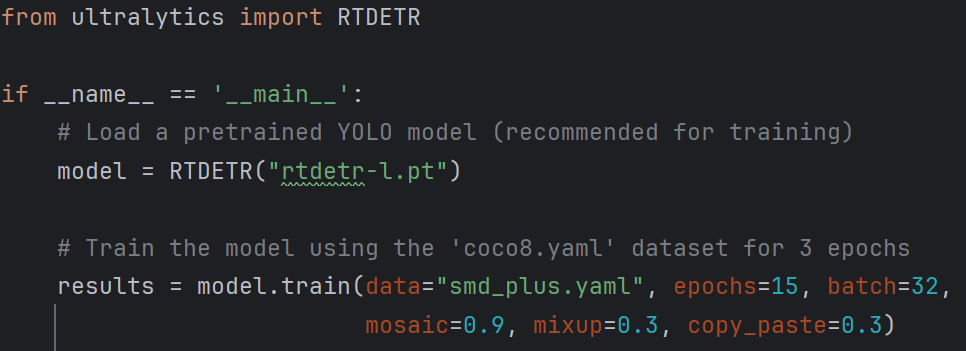 from ultralytics import RTDETR
if __name__ == '__main__':
# Load a pretrained YOLO model (recommended for training)
model = RTDETR("rtdetr-l.pt")
# Train the model using the 'coco8.yaml' dataset for 3 epochs
results = model.train(data="smd_plus.yaml", epochs=15, batch=32,
mosaic=0.9, mixup=0.3, copy_paste=0.3)